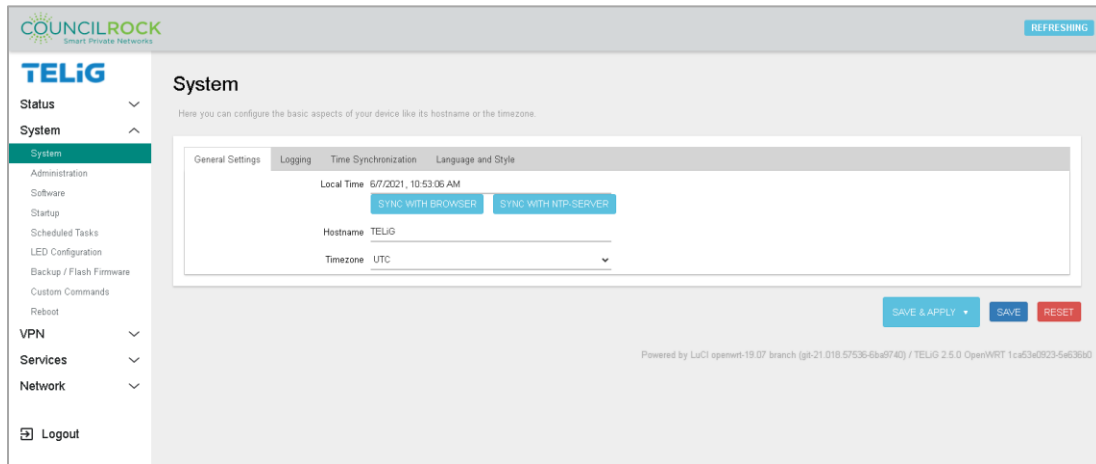 COUNCILROCK
Smart Private Networks
REFRESHING
TELiG
Status
System
System
Administration
Software
Startup
Scheduled Tasks
LED Configuration
Backup / Flash Firmware
Custom Commands
Reboot
VPN
Services
Network
Logout
System
Here you can configure the basic aspects of your device like its hostname or the timezone.
General Settings Logging Time Synchronization Language and Style
Local Time 6/7/2021, 10:53:06 AM
SYNC WITH BROWSER SYNC WITH NTP-SERVER
Hostname TELiG
Timezone UTC
SAVE & APPLY SAVE RESET
Powered by LuCI openwrt-19.07 branch (git-21.018.57536-6ba9740) / TELiG 2.5.0 OpenWRT 1ca53e0923-5e636b0